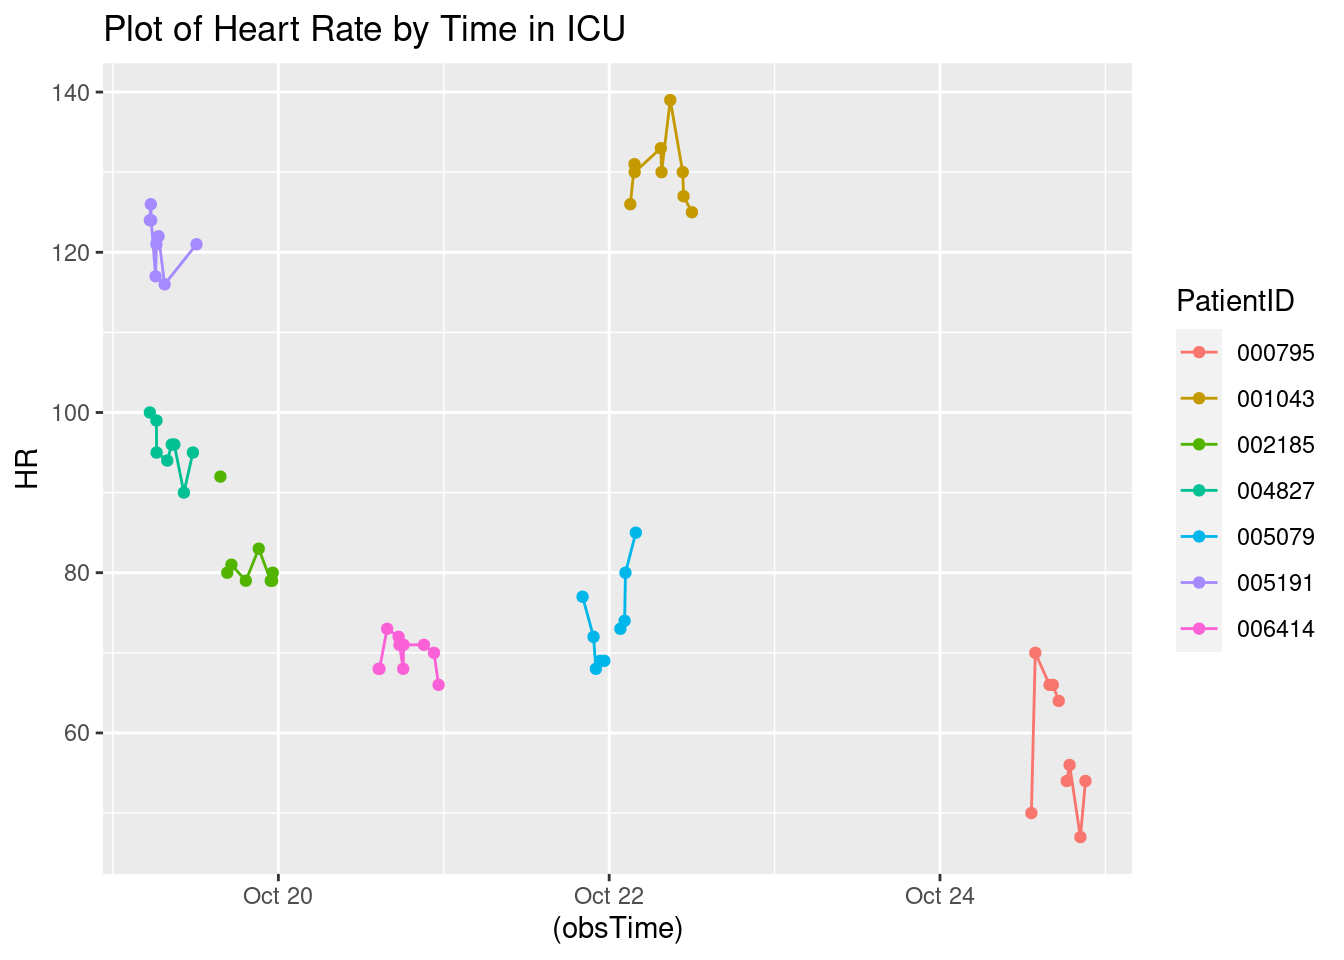 Plot of Heart Rate by Time in ICU
140
120
100
80
60
HR
Oct 20
Oct 22
Oct 24
(obsTime)
PatientID
000795
001043
002185
004827
005079
005191
006414